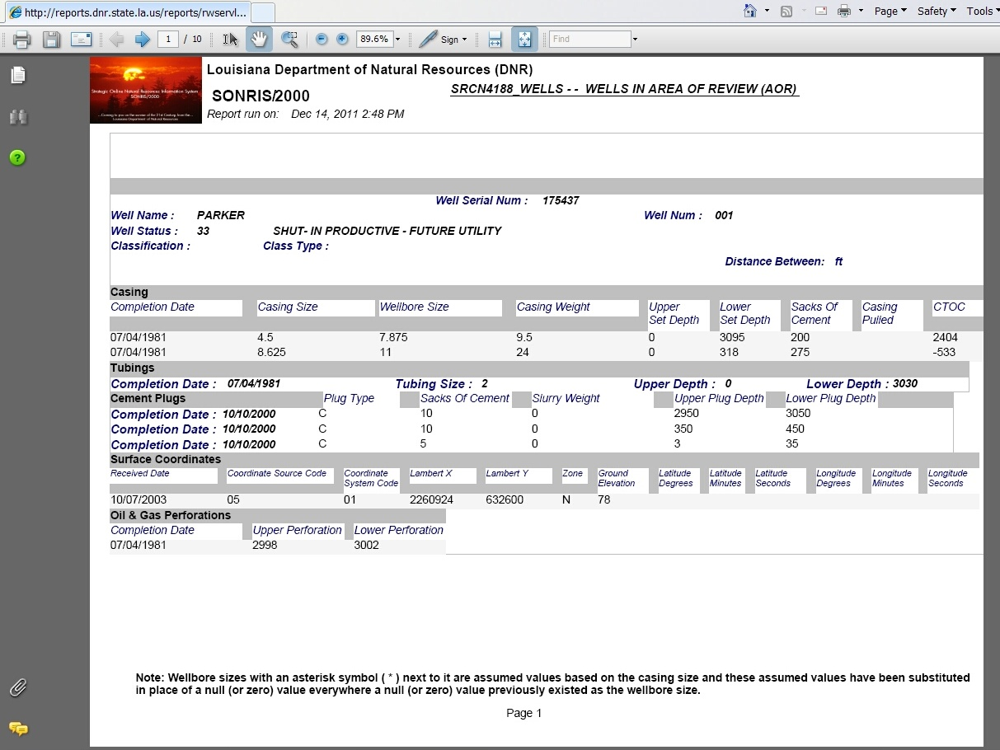 http://reports.dnr.state.la.us/reports/rwservl...
Page Safety Tools
1 / 10 89.6% Sign Find
Strategic Online Natural Resources Information System
SONRIS/2000
Louisiana Department of Natural Resources
Louisiana Department of Natural Resources (DNR)
SONRIS/2000
SRCN4188_WELLS - - WELLS IN AREA OF REVIEW (AOR)
Report run on: Dec 14, 2011 2:48 PM
Well Serial Num : 175437
Well Name : PARKER Well Num : 001
Well Status : 33 SHUT- IN PRODUCTIVE - FUTURE UTILITY
Classification : Class Type :
Distance Between: ft
Casing
Completion Date Casing Size Wellbore Size Casing Weight Upper Set Depth Lower Set Depth Sacks Of Cement Casing Pulled CTOC
07/04/1981 4.5 7.875 9.5 0 3095 200 2404
07/04/1981 8.625 11 24 0 318 275 -533
Tubings
Completion Date : 07/04/1981 Tubing Size : 2 Upper Depth : 0 Lower Depth : 3030
Cement Plugs Plug Type Sacks Of Cement Slurry Weight Upper Plug Depth Lower Plug Depth
Completion Date : 10/10/2000 C 10 0 2950 3050
Completion Date : 10/10/2000 C 10 0 350 450
Completion Date : 10/10/2000 C 5 0 3 35
Surface Coordinates
Received Date Coordinate Source Code Coordinate System Code Lambert X Lambert Y Zone Ground Elevation Latitude Degrees Latitude Minutes Latitude Seconds Longitude Degrees Longitude Minutes Longitude Seconds
10/07/2003 05 01 2260924 632600 N 78
Oil & Gas Perforations
Completion Date Upper Perforation Lower Perforation
07/04/1981 2998 3002
Note: Wellbore sizes with an asterisk symbol ( * ) next to it are assumed values based on the casing size and these assumed values have been substituted
in place of a null (or zero) value everywhere a null (or zero) value previously existed as the wellbore size.
Page 1